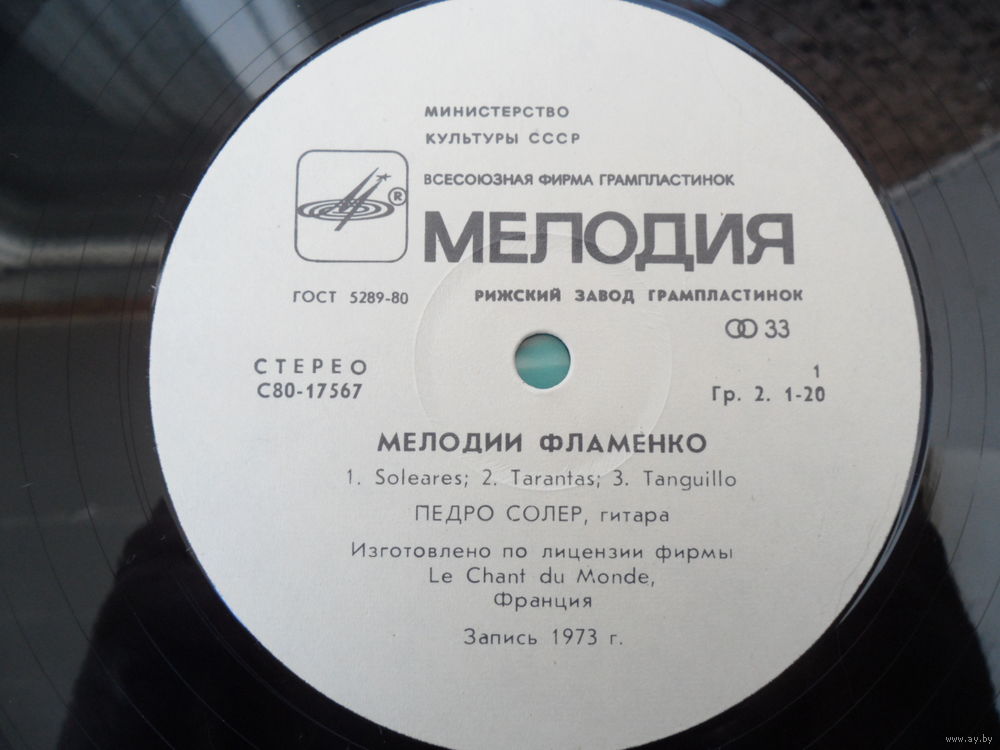 МИНИСТЕРСТВО
КУЛЬТУРЫ СССР
ВСЕСОЮЗНАЯ ФИРМА ГРАМПЛАСТИНОК
®
МЕЛОДИЯ
ГОСТ 5289-80
РИЖСКИЙ ЗАВОД ГРАМПЛАСТИНОК
33
СТЕРЕО
С80-17567
1
Гр. 2. 1-20
МЕЛОДИИ ФЛАМЕНКО
1. Soleares; 2. Tarantas; 3. Tanguillo
ПЕДРО СОЛЕР, гитара
Изготовлено по лицензии фирмы
Le Chant du Monde,
Франция
Запись 1973 г.
www.ay.by